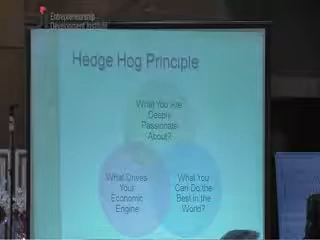 Entrepreneurship
Development Institute
Hedge Hog Principle
What You Are
Deeply
Passionate
About?
What Drives
Your
Economic
Engine
What You
Can Do the
Best in the
World?